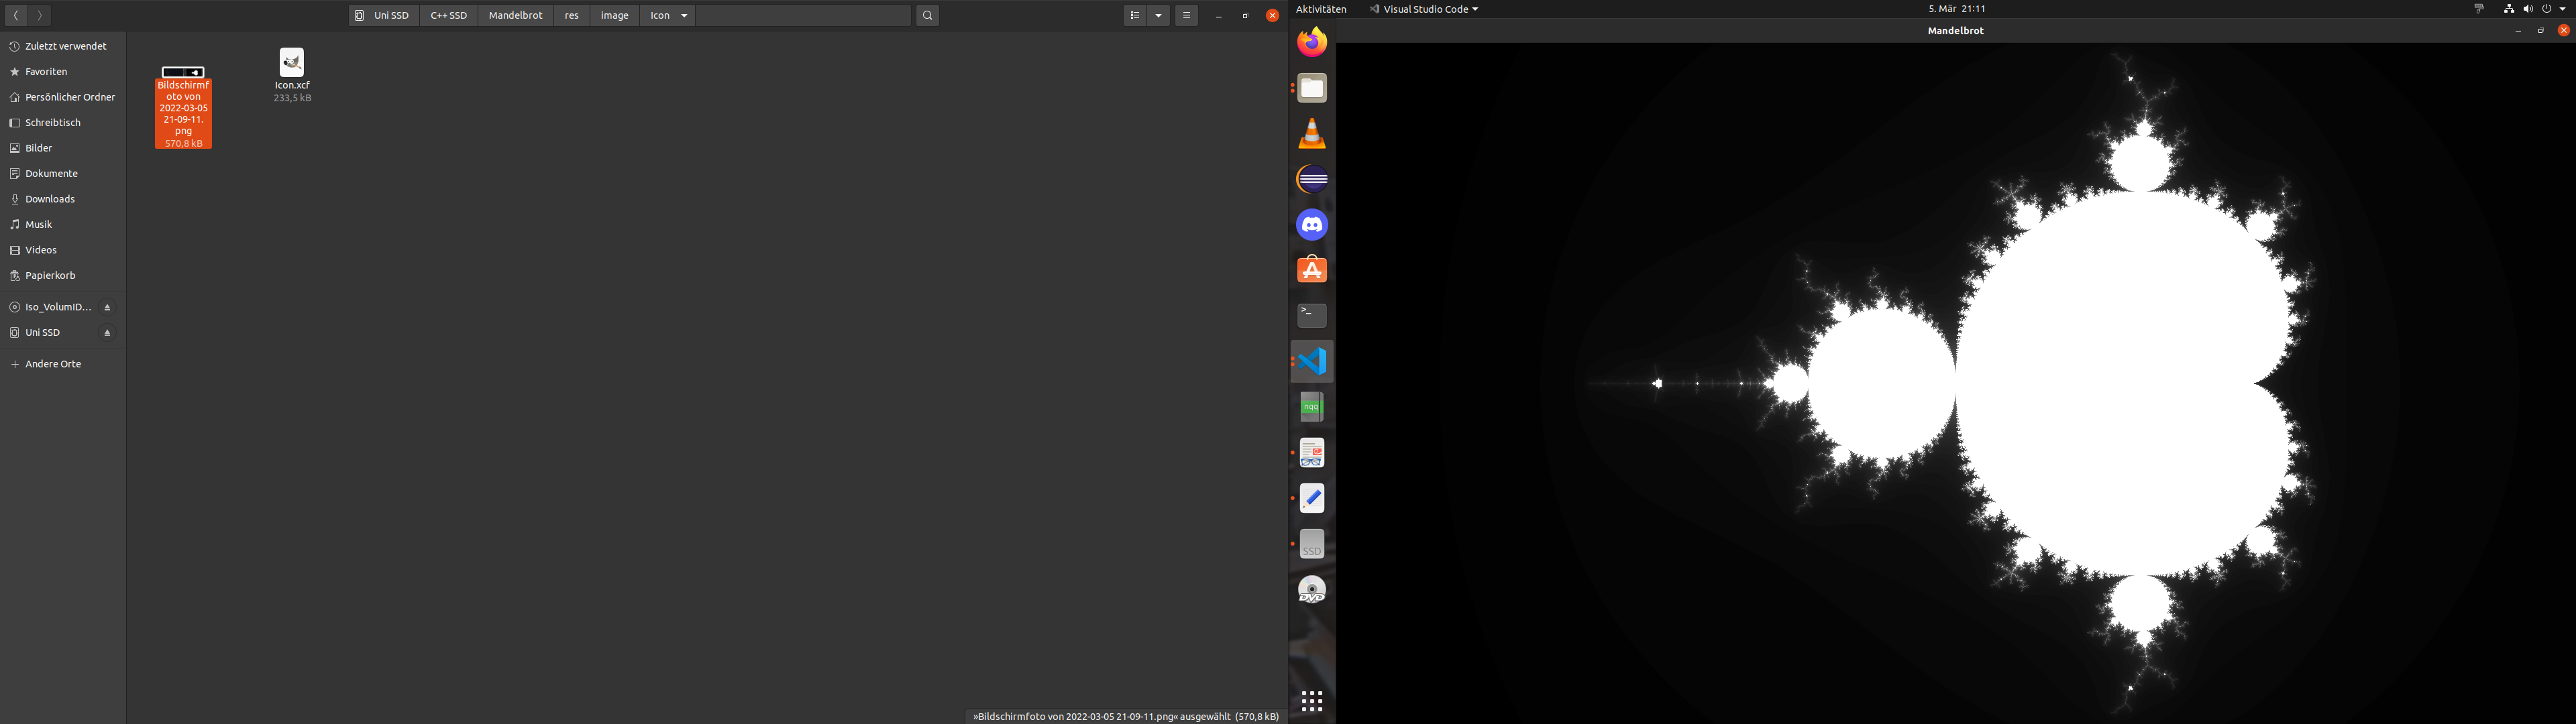 Uni SSD
C++ SSD
Mandelbrot
res
image
Icon
Zuletzt verwendet
Favoriten
Persönlicher Ordner
Schreibtisch
Bilder
Dokumente
Downloads
Musik
Videos
Papierkorb
Iso_VolumID…
Uni SSD
Andere Orte
Bildschirmf
oto von
2022-03-05
21-09-11.
png
570,8 kB
Icon.xcf
233,5 kB
»Bildschirmfoto von 2022-03-05 21-09-11.png« ausgewählt (570,8 kB)
Aktivitäten
Visual Studio Code
5. Mär 21:11
Mandelbrot
>_
nqq
SSD
DVD